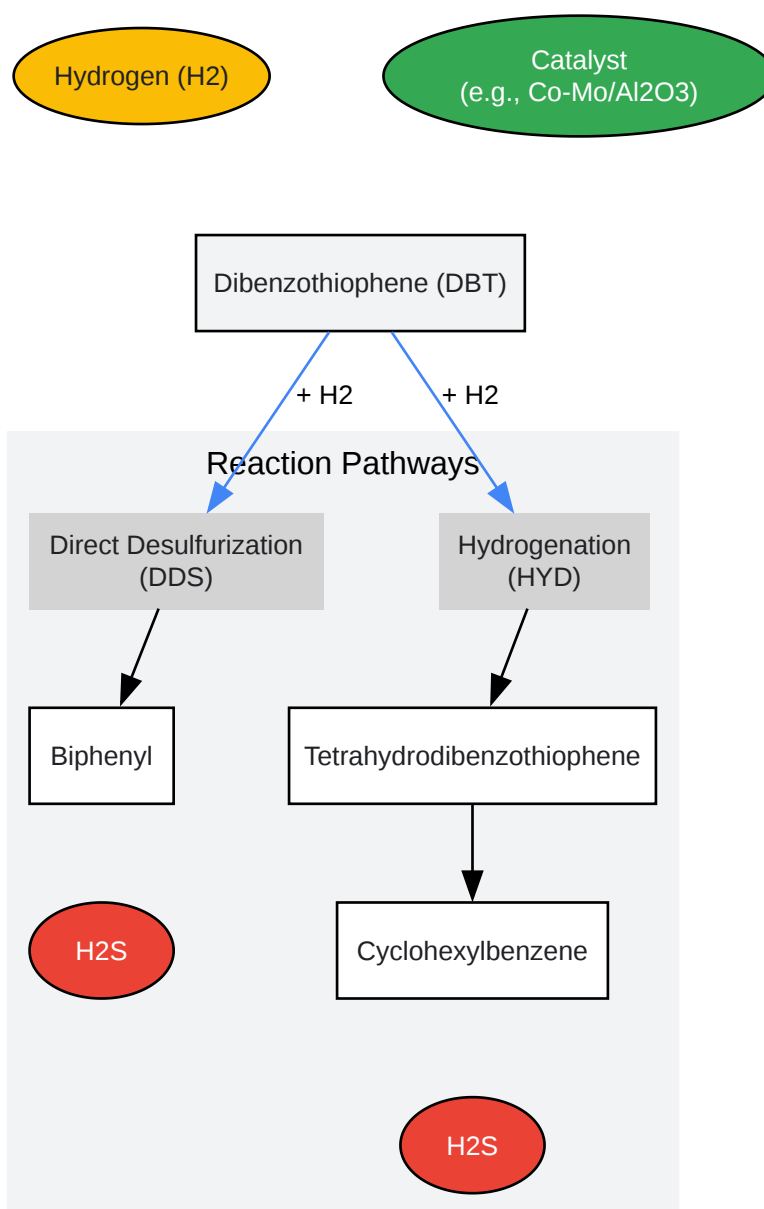 Hydrogen (H2)
Catalyst
(e.g., Co-Mo/Al2O3)
Dibenzothiophene (DBT)
+ H2
+ H2
Reaction Pathways
Direct Desulfurization
(DDS)
Hydrogenation
(HYD)
Biphenyl
Tetrahydrodibenzothiophene
H2S
Cyclohexylbenzene
H2S